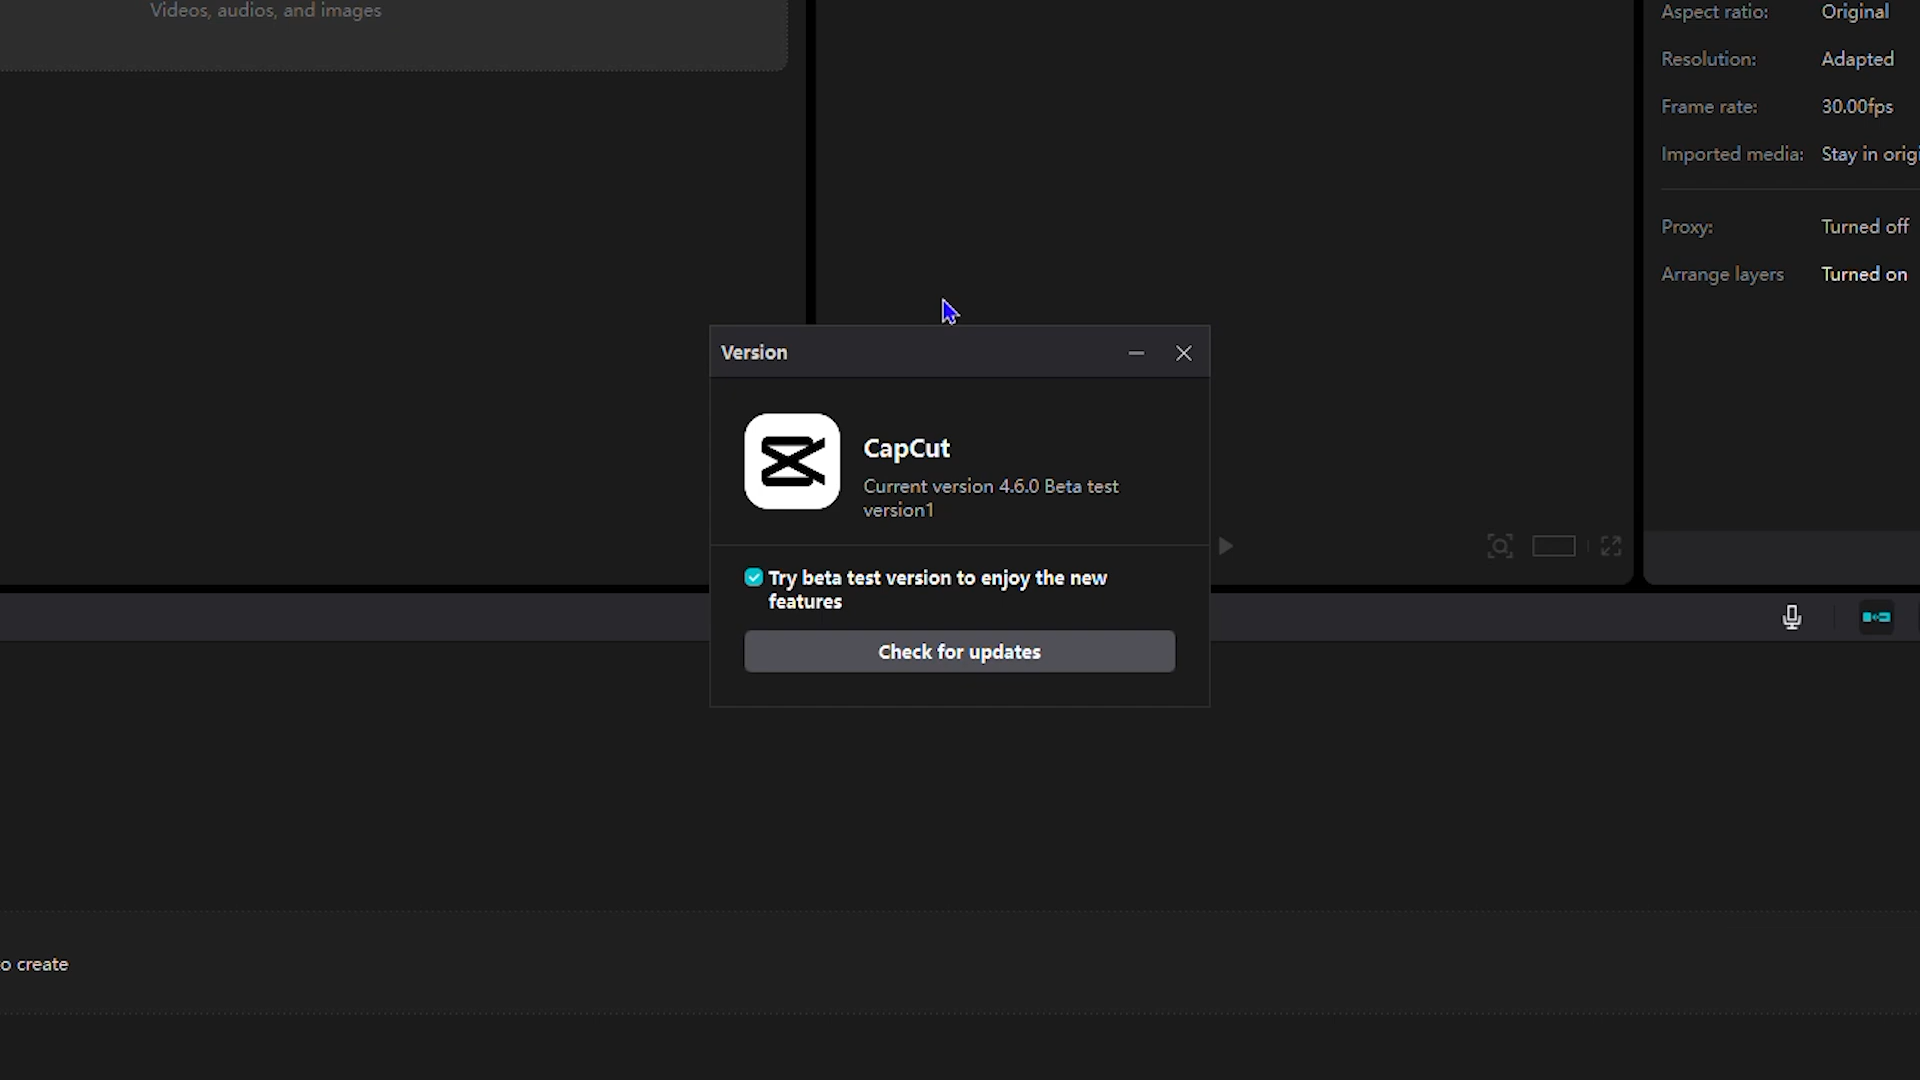 Videos, audios, and images
Aspect ratio: Original
Resolution: Adapted
Frame rate: 30.00fps
Imported media: Stay in origi
Proxy: Turned off
Arrange layers Turned on
Version
CapCut
Current version 4.6.0 Beta test
version1
Try beta test version to enjoy the new
features
Check for updates
o create